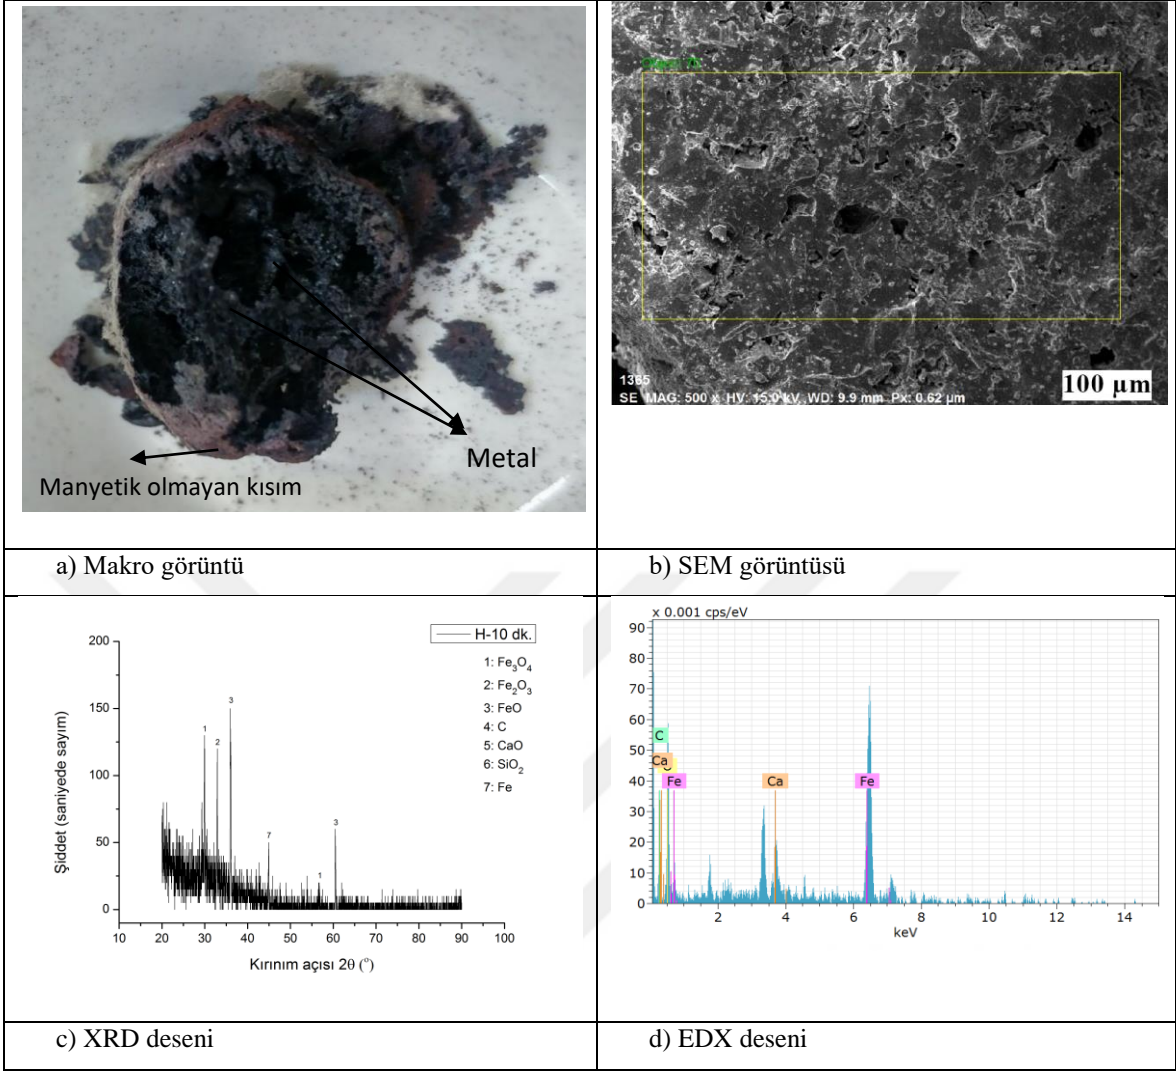 Metal
Manyetik olmayan kısım
1365
SE MAG: 500 x HV: 15.0 kV WD: 9.9 mm Px: 0.62 µm
100 µm
a) Makro görüntü
b) SEM görüntüsü
H-10 dk.
1: Fe3O4
2: Fe2O3
3: FeO
4: C
5: CaO
6: SiO2
7: Fe
Şiddet (saniyede sayım)
200
150
100
50
0
1
2
3
7
1
3
10 20 30 40 50 60 70 80 90 100
Kırınım açısı 2θ (°)
x 0.001 cps/eV
90
80
70
60
50
40
30
20
10
0
C
Ca
Fe
Ca
Fe
2 4 6 8 10 12 14
keV
c) XRD deseni
d) EDX deseni